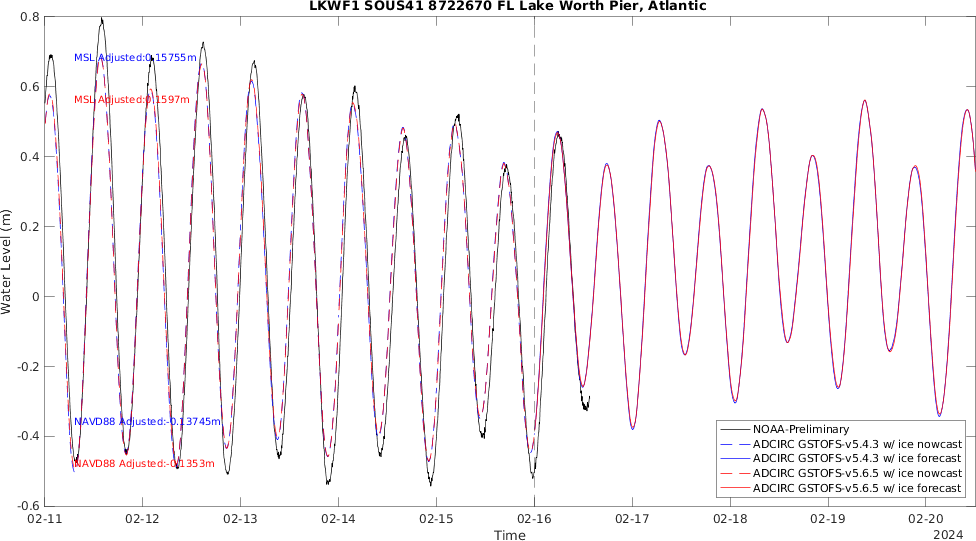 LKWF1 SOUS41 8722670 FL Lake Worth Pier, Atlantic
Water Level (m)
0.8
0.6
0.4
0.2
0
-0.2
-0.4
-0.6
MSL Adjusted:0.15755m
MSL Adjusted:0.1597m
NAVD88 Adjusted:-0.13745m
NAVD88 Adjusted:-0.1353m
NOAA-Preliminary
ADCIRC GSTOFS-v5.4.3 w/ ice nowcast
ADCIRC GSTOFS-v5.4.3 w/ ice forecast
ADCIRC GSTOFS-v5.6.5 w/ ice nowcast
ADCIRC GSTOFS-v5.6.5 w/ ice forecast
02-11 02-12 02-13 02-14 02-15 02-16 02-17 02-18 02-19 02-20
Time
2024